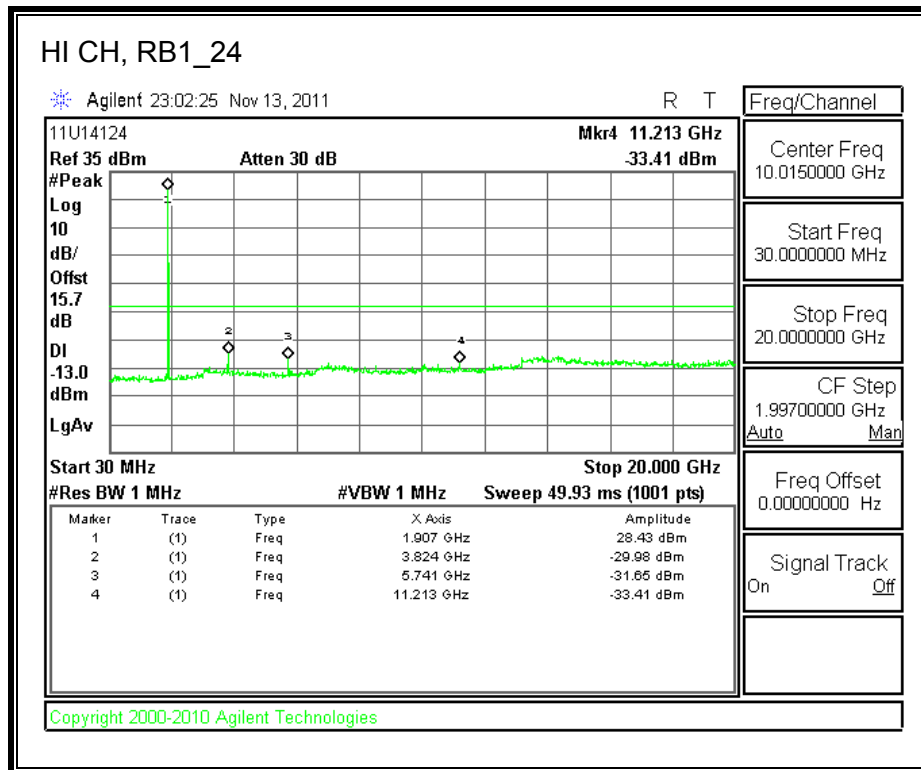 HI CH, RB1_24
Agilent 23:02:25 Nov 13, 2011 R T
11U14124 Mkr4 11.213 GHz
Ref 35 dBm Atten 30 dB -33.41 dBm
#Peak
Log
10
dB/
Offst
15.7
dB
DI
-13.0
dBm
LgAv
1
2
3
4
Start 30 MHz Stop 20.000 GHz
#Res BW 1 MHz #VBW 1 MHz Sweep 49.93 ms (1001 pts)
Marker Trace Type X Axis Amplitude
1 (1) Freq 1.907 GHz 28.43 dBm
2 (1) Freq 3.824 GHz -29.98 dBm
3 (1) Freq 5.741 GHz -31.65 dBm
4 (1) Freq 11.213 GHz -33.41 dBm
Freq/Channel
Center Freq
10.0150000 GHz
Start Freq
30.0000000 MHz
Stop Freq
20.0000000 GHz
CF Step
1.99700000 GHz
Auto Man
Freq Offset
0.00000000 Hz
Signal Track
On Off
Copyright 2000-2010 Agilent Technologies